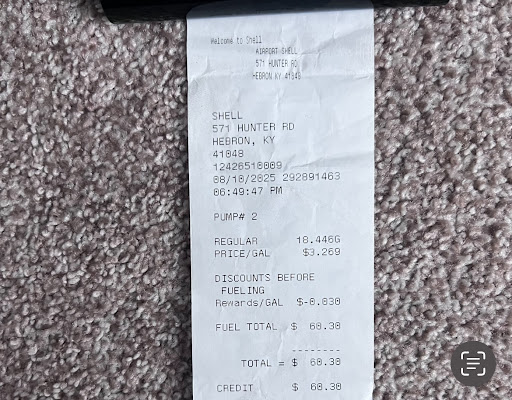 Welcome to Shell
AIRPORT SHELL
571 HUNTER RD
HEBRON KY 41048
SHELL
571 HUNTER RD
HEBRON, KY
41048
12426510009
08/10/2025 292891463
06:49:47 PM
PUMP# 2
REGULAR 18.446G
PRICE/GAL $3.269
DISCOUNTS BEFORE
FUELING
Rewards/GAL $-0.030
FUEL TOTAL $ 60.30
--------
TOTAL = $ 60.30
CREDIT $ 60.30